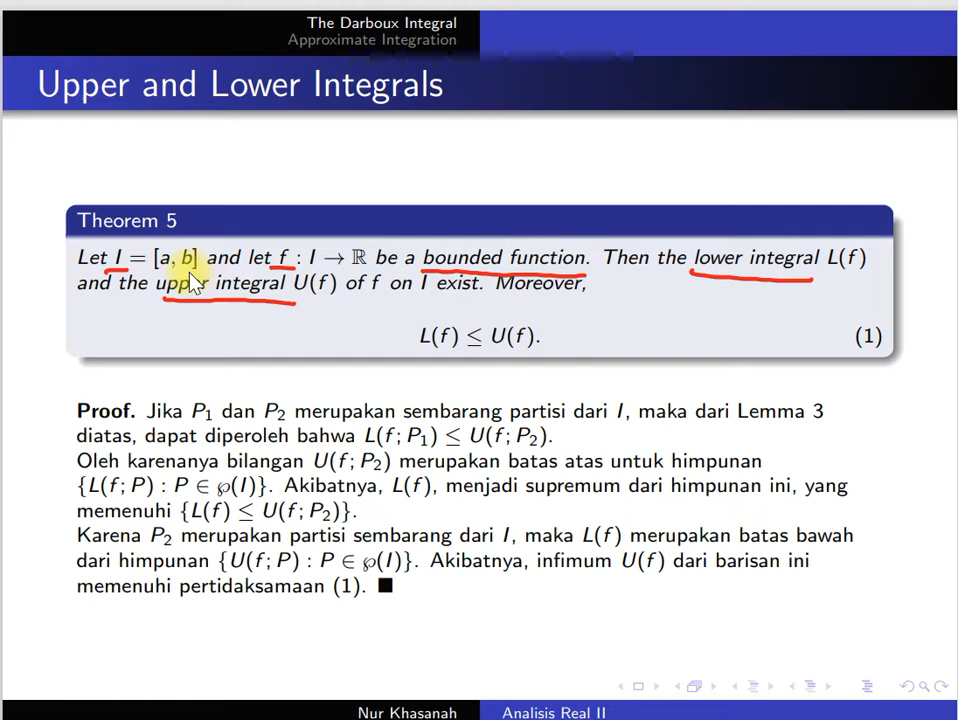 The Darboux Integral
Approximate Integration
Upper and Lower Integrals
Theorem 5
Let I = [a, b] and let f : I → ℝ be a bounded function. Then the lower integral L(f)
and the upper integral U(f) of f on I exist. Moreover,
L(f) ≤ U(f). (1)
Proof. Jika P₁ dan P₂ merupakan sembarang partisi dari I, maka dari Lemma 3
diatas, dapat diperoleh bahwa L(f; P₁) ≤ U(f; P₂).
Oleh karenanya bilangan U(f; P₂) merupakan batas atas untuk himpunan
{L(f; P) : P ∈ ℘(I)}. Akibatnya, L(f), menjadi supremum dari himpunan ini, yang
memenuhi {L(f) ≤ U(f; P₂)}.
Karena P₂ merupakan partisi sembarang dari I, maka L(f) merupakan batas bawah
dari himpunan {U(f; P) : P ∈ ℘(I)}. Akibatnya, infimum U(f) dari barisan ini
memenuhi pertidaksamaan (1). ■
Nur Khasanah Analisis Real II